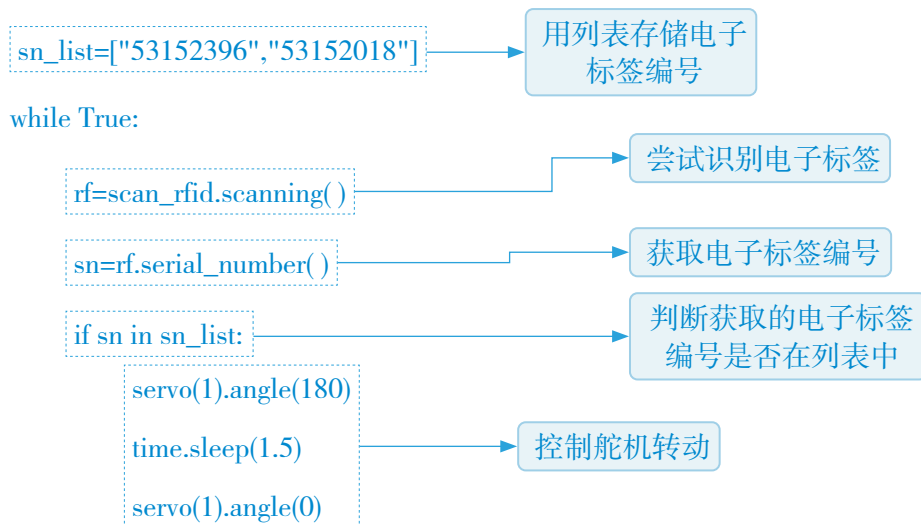 sn_list=["53152396","53152018"]
用列表存储电子
标签编号
while True:
尝试识别电子标签
rf=scan_rfid.scanning( )
获取电子标签编号
sn=rf.serial_number( )
判断获取的电子标签
编号是否在列表中
if sn in sn_list:
servo(1).angle(180)
time.sleep(1.5)
控制舵机转动
servo(1).angle(0)